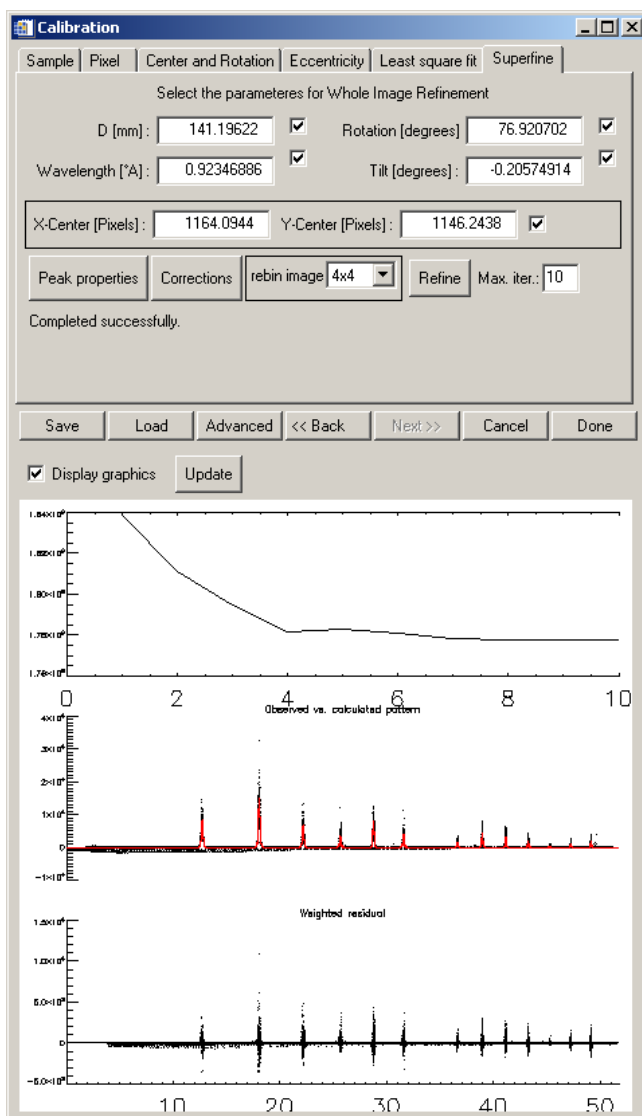 Calibration
Sample Pixel Center and Rotation Eccentricity Least square fit Superfine
Select the parameteres for Whole Image Refinement
D [mm] : 141.19622 Rotation [degrees] 76.920702
Wavelength [*A] : 0.92346886 Tilt [degrees] : -0.20574914
X-Center [Pixels] : 1164.0944 Y-Center [Pixels] : 1146.2438
Peak properties Corrections rebin image 4x4 Refine Max. iter.: 10
Completed successfully.
Save Load Advanced << Back Next >> Cancel Done
Display graphics Update
0 2 4 6 8 10
Observed vs. calculated pattern
0
Weighted residual
0
10 20 30 40 50